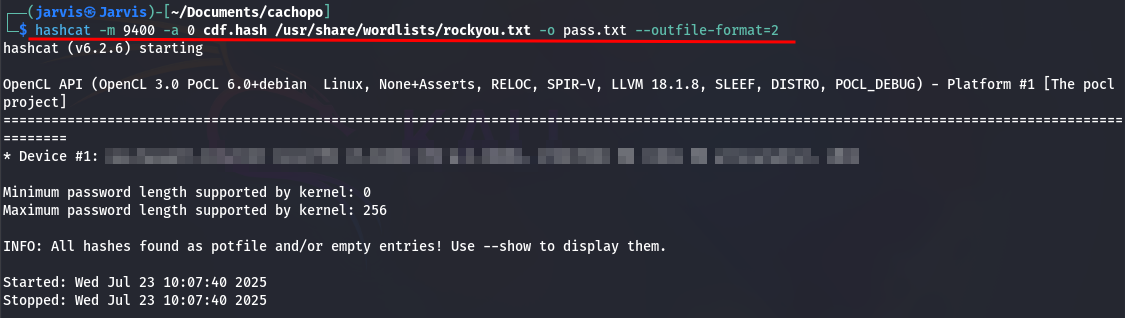 ┌──(jarvis㉿Jarvis)-[~/Documents/cachopo]
└─$ hashcat -m 9400 -a 0 cdf.hash /usr/share/wordlists/rockyou.txt -o pass.txt --outfile-format=2
hashcat (v6.2.6) starting
OpenCL API (OpenCL 3.0 PoCL 6.0+debian  Linux, None+Asserts, RELOC, SPIR-V, LLVM 18.1.8, SLEEF, DISTRO, POCL_DEBUG) - Platform #1 [The pocl
project]
============================================================================================================================================
========
* Device #1:
Minimum password length supported by kernel: 0
Maximum password length supported by kernel: 256
INFO: All hashes found as potfile and/or empty entries! Use --show to display them.
Started: Wed Jul 23 10:07:40 2025
Stopped: Wed Jul 23 10:07:40 2025